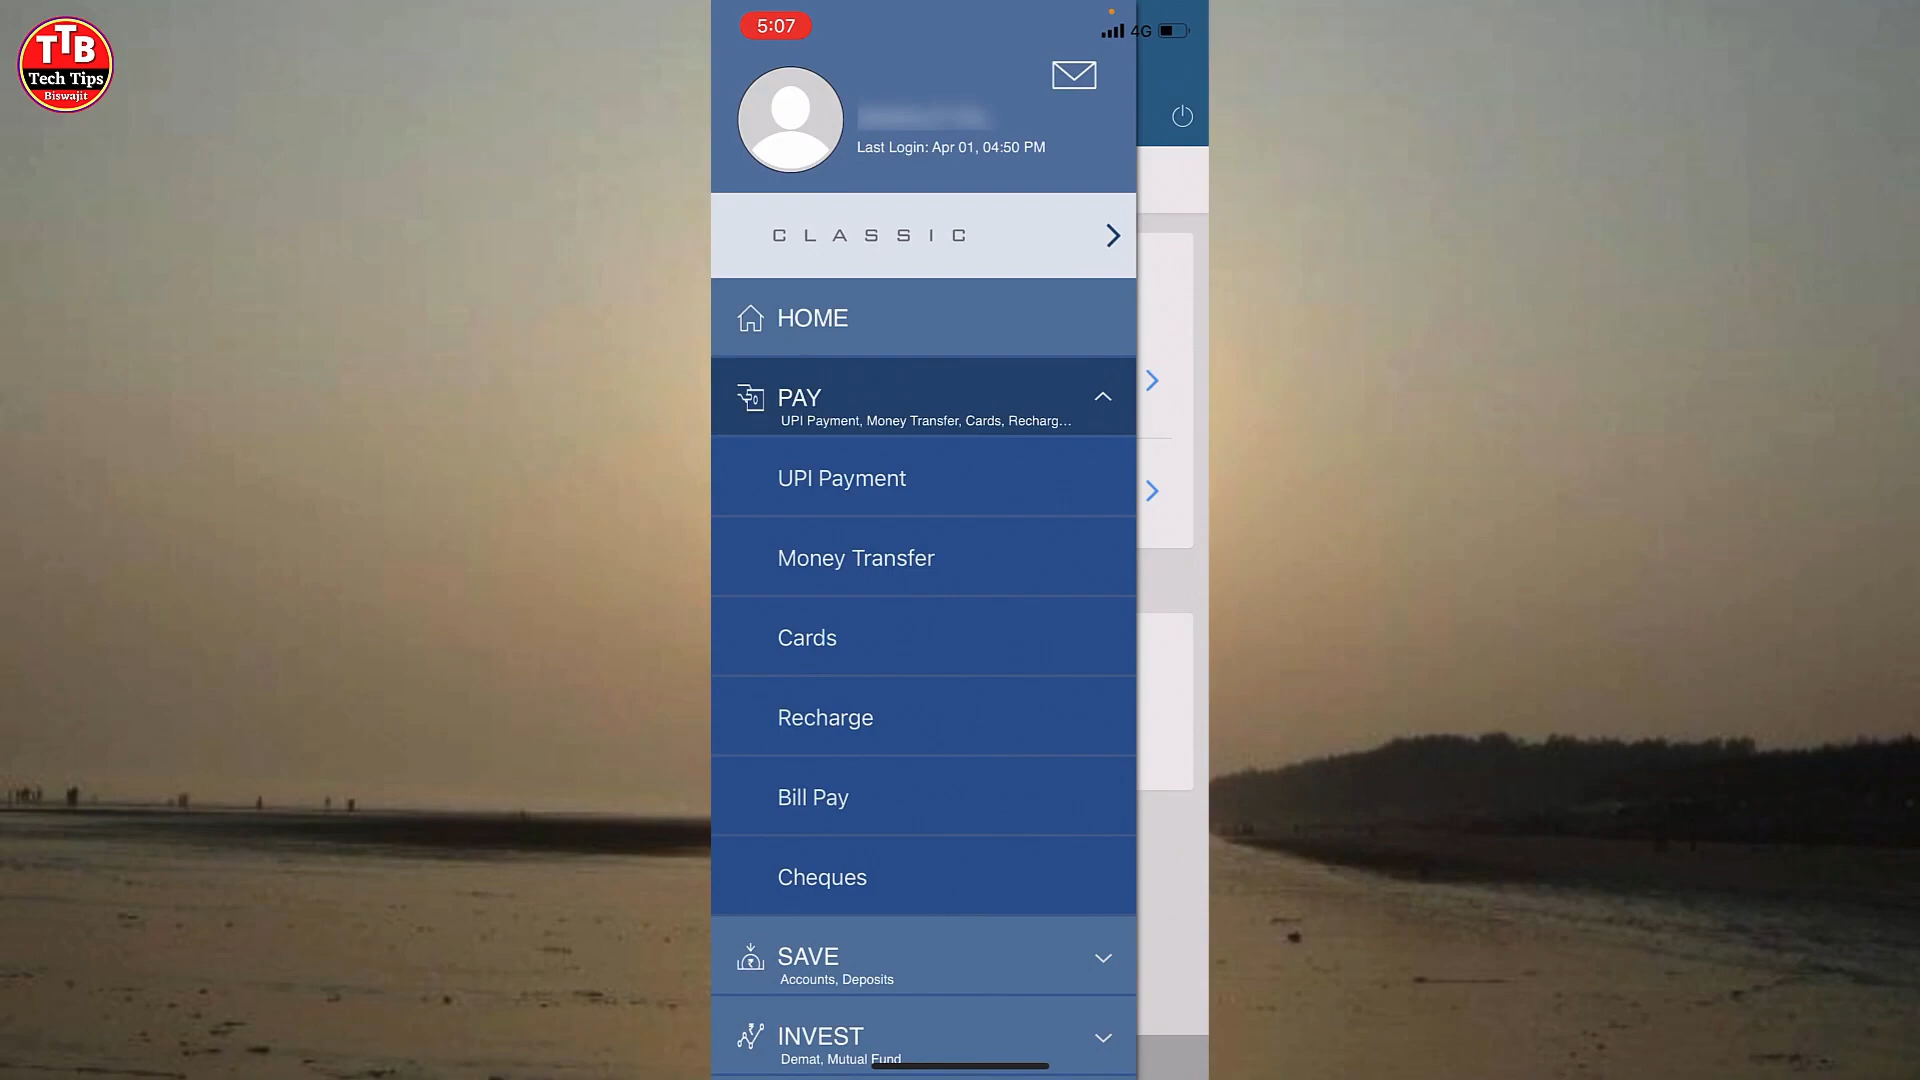 TTB
Tech Tips
Biswajit
5:07
4G
Last Login: Apr 01, 04:50 PM
CLASSIC
HOME
PAY
UPI Payment, Money Transfer, Cards, Recharg...
UPI Payment
Money Transfer
Cards
Recharge
Bill Pay
Cheques
SAVE
Accounts, Deposits
INVEST
Demat, Mutual Fund